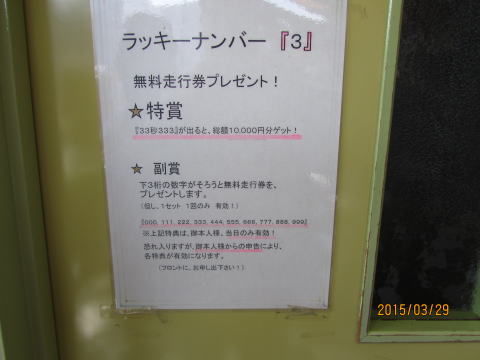 ラッキーナンバー 『3』
無料走行券プレゼント！
☆特賞
『33秒333』が出ると、総額10,000円分ゲット！
☆ 副賞
下3桁の数字がそろうと無料走行券を、
プレゼントします。
（但し、1セット 1回のみ 有効！）
『000, 111, 222, 333, 444, 555, 666, 777, 888, 999』
※上記特典は、御本人様、当日のみ有効！
恐れ入りますが、御本人様からの申告により、
各特典が有効になります。
（フロントに、お申し出下さい！）
2015/03/29